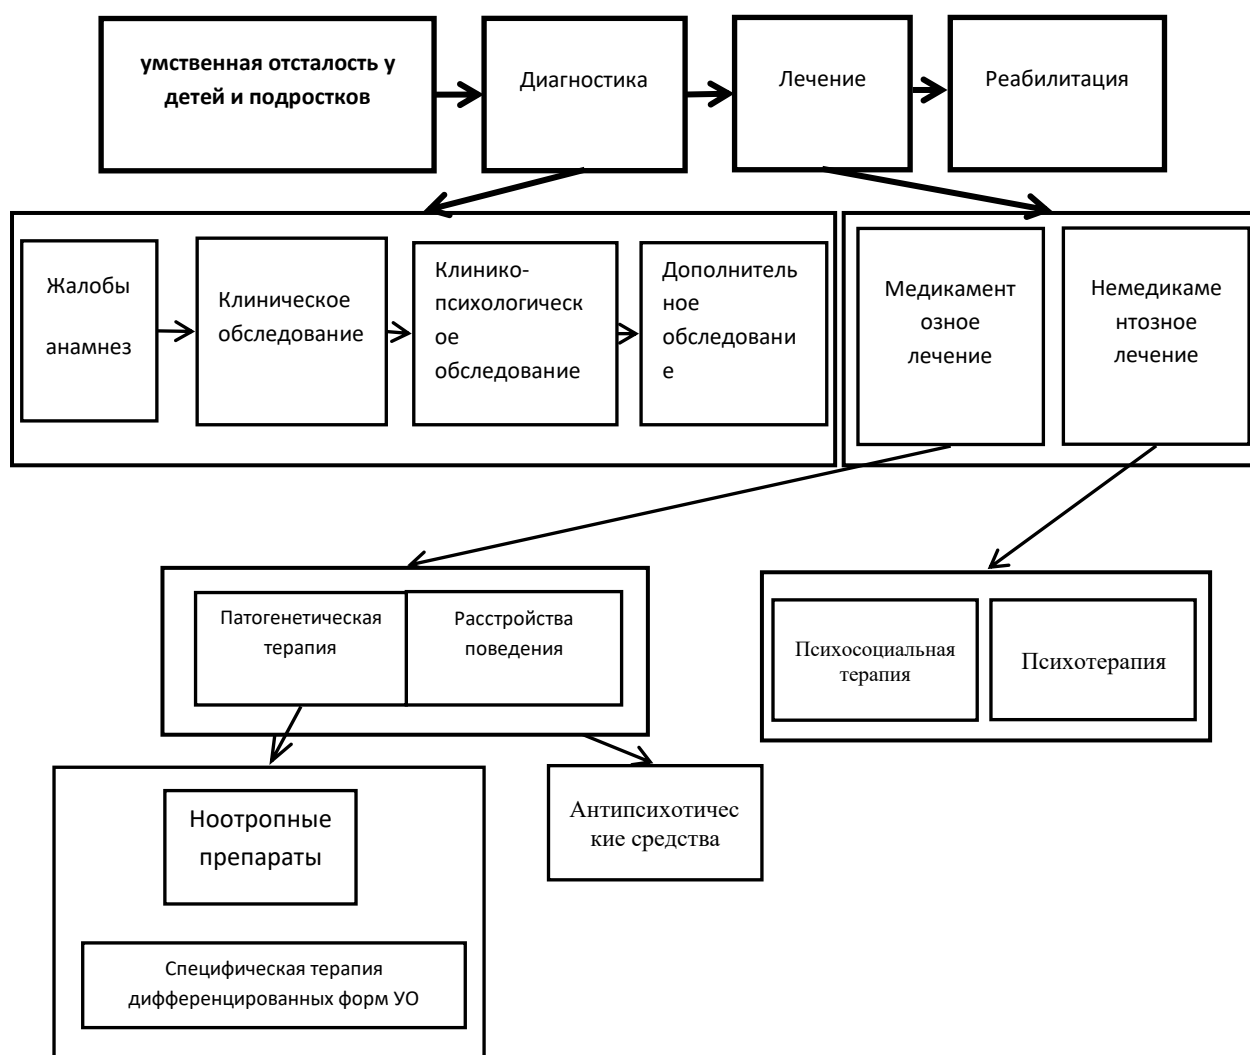 умственная отсталость у
детей и подростков
Диагностика
Лечение
Реабилитация
Жалобы
анамнез
Клиническое
обследование
Клинико-
психологическ
ое
обследование
Дополнитель
ное
обследовани
е
Медикамент
озное
лечение
Немедикаме
нтозное
лечение
Патогенетическая
терапия
Расстройства
поведения
Психосоциальная
терапия
Психотерапия
Ноотропные
препараты
Антипсихотичес
кие средства
Специфическая терапия
дифференцированных форм УО